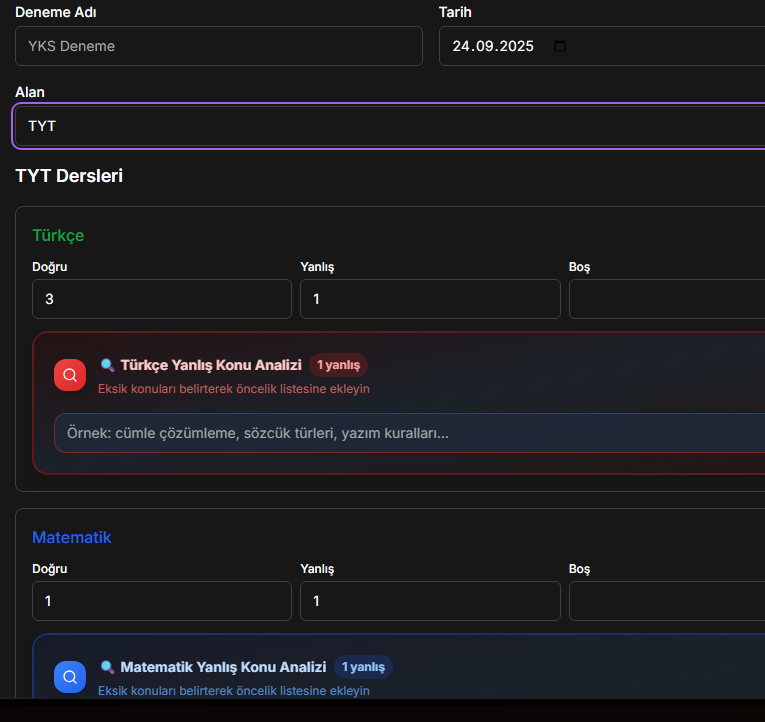 Deneme Adı
Tarih
YKS Deneme
24.09.2025
Alan
TYT
TYT Dersleri
Türkçe
Doğru
Yanlış
Boş
3
1
Türkçe Yanlış Konu Analizi
1 yanlış
Eksik konuları belirterek öncelik listesine ekleyin
Örnek: cümle çözümleme, sözcük türleri, yazım kuralları...
Matematik
Doğru
Yanlış
Boş
1
1
Matematik Yanlış Konu Analizi
1 yanlış
Eksik konuları belirterek öncelik listesine ekleyin